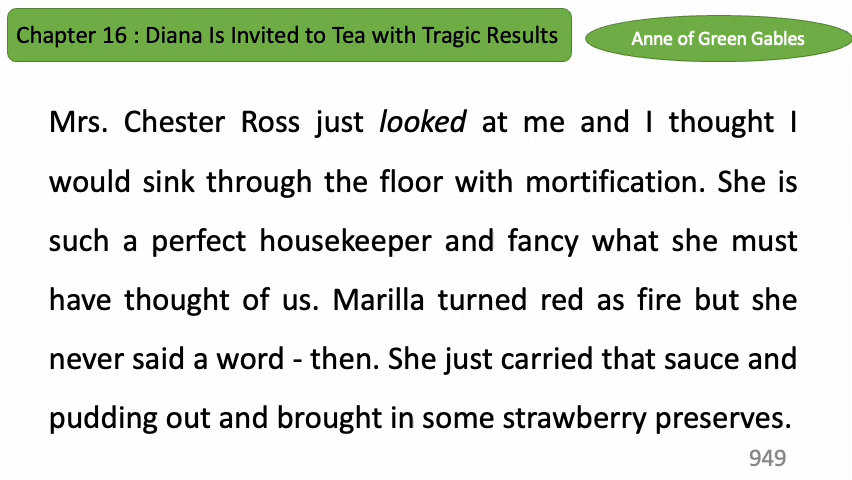 Chapter 16 : Diana Is Invited to Tea with Tragic Results
Anne of Green Gables
Mrs. Chester Ross just looked at me and I thought I
would sink through the floor with mortification. She is
such a perfect housekeeper and fancy what she must
have thought of us. Marilla turned red as fire but she
never said a word - then. She just carried that sauce and
pudding out and brought in some strawberry preserves.
949